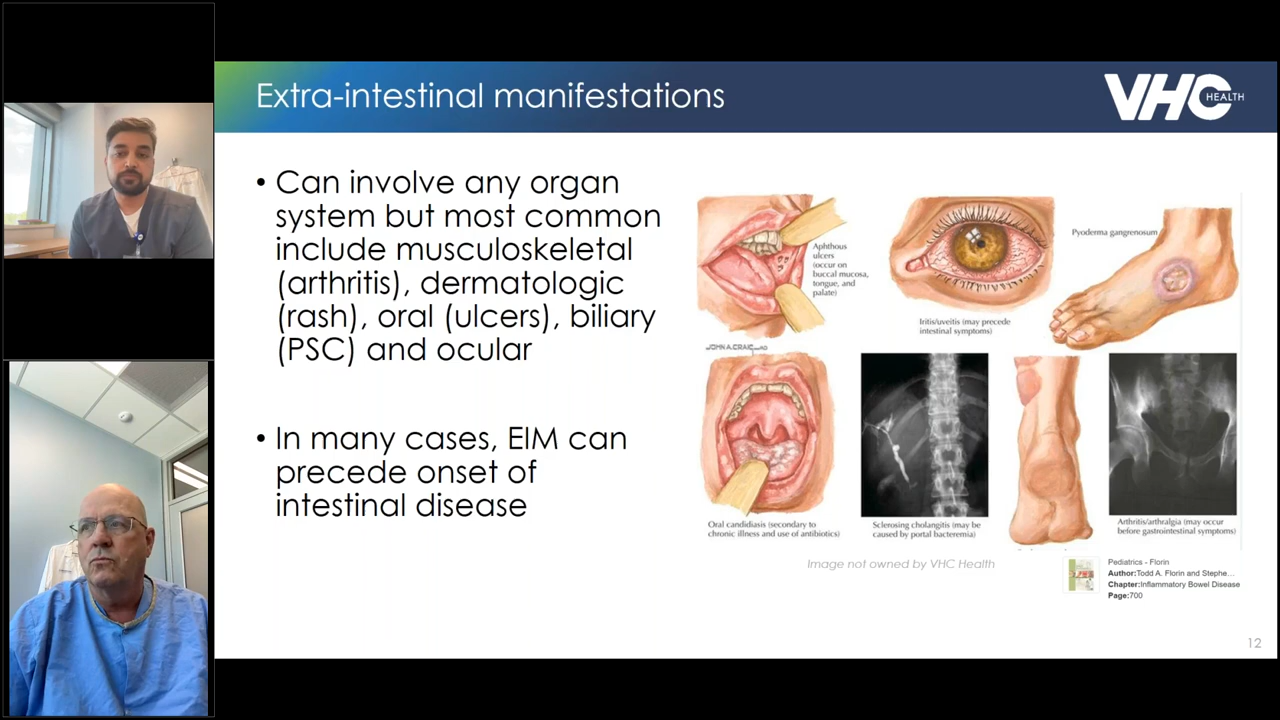 Extra-intestinal manifestations
VHC
HEALTH
• Can involve any organ
system but most common
include musculoskeletal
(arthritis), dermatologic
(rash), oral (ulcers), biliary
(PSC) and ocular
• In many cases, EIM can
precede onset of
intestinal disease
Aphthous
ulcers
(occur on
buccal mucosa,
tongue, and
palate)
Iritis/uveitis (may precede
intestinal symptoms)
Pyoderma gangrenosum
JOHN A. CRAIG MD
Oral candidiasis (secondary to
chronic illness and use of antibiotics)
Sclerosing cholangitis (may be
caused by portal bacteremia)
Arthritis/arthralgia (may occur
before gastrointestinal symptoms)
Image not owned by VHC Health
Pediatrics - Florin
Author:Todd A. Florin and Stephe...
Chapter:Inflammatory Bowel Disease
Page:700
12